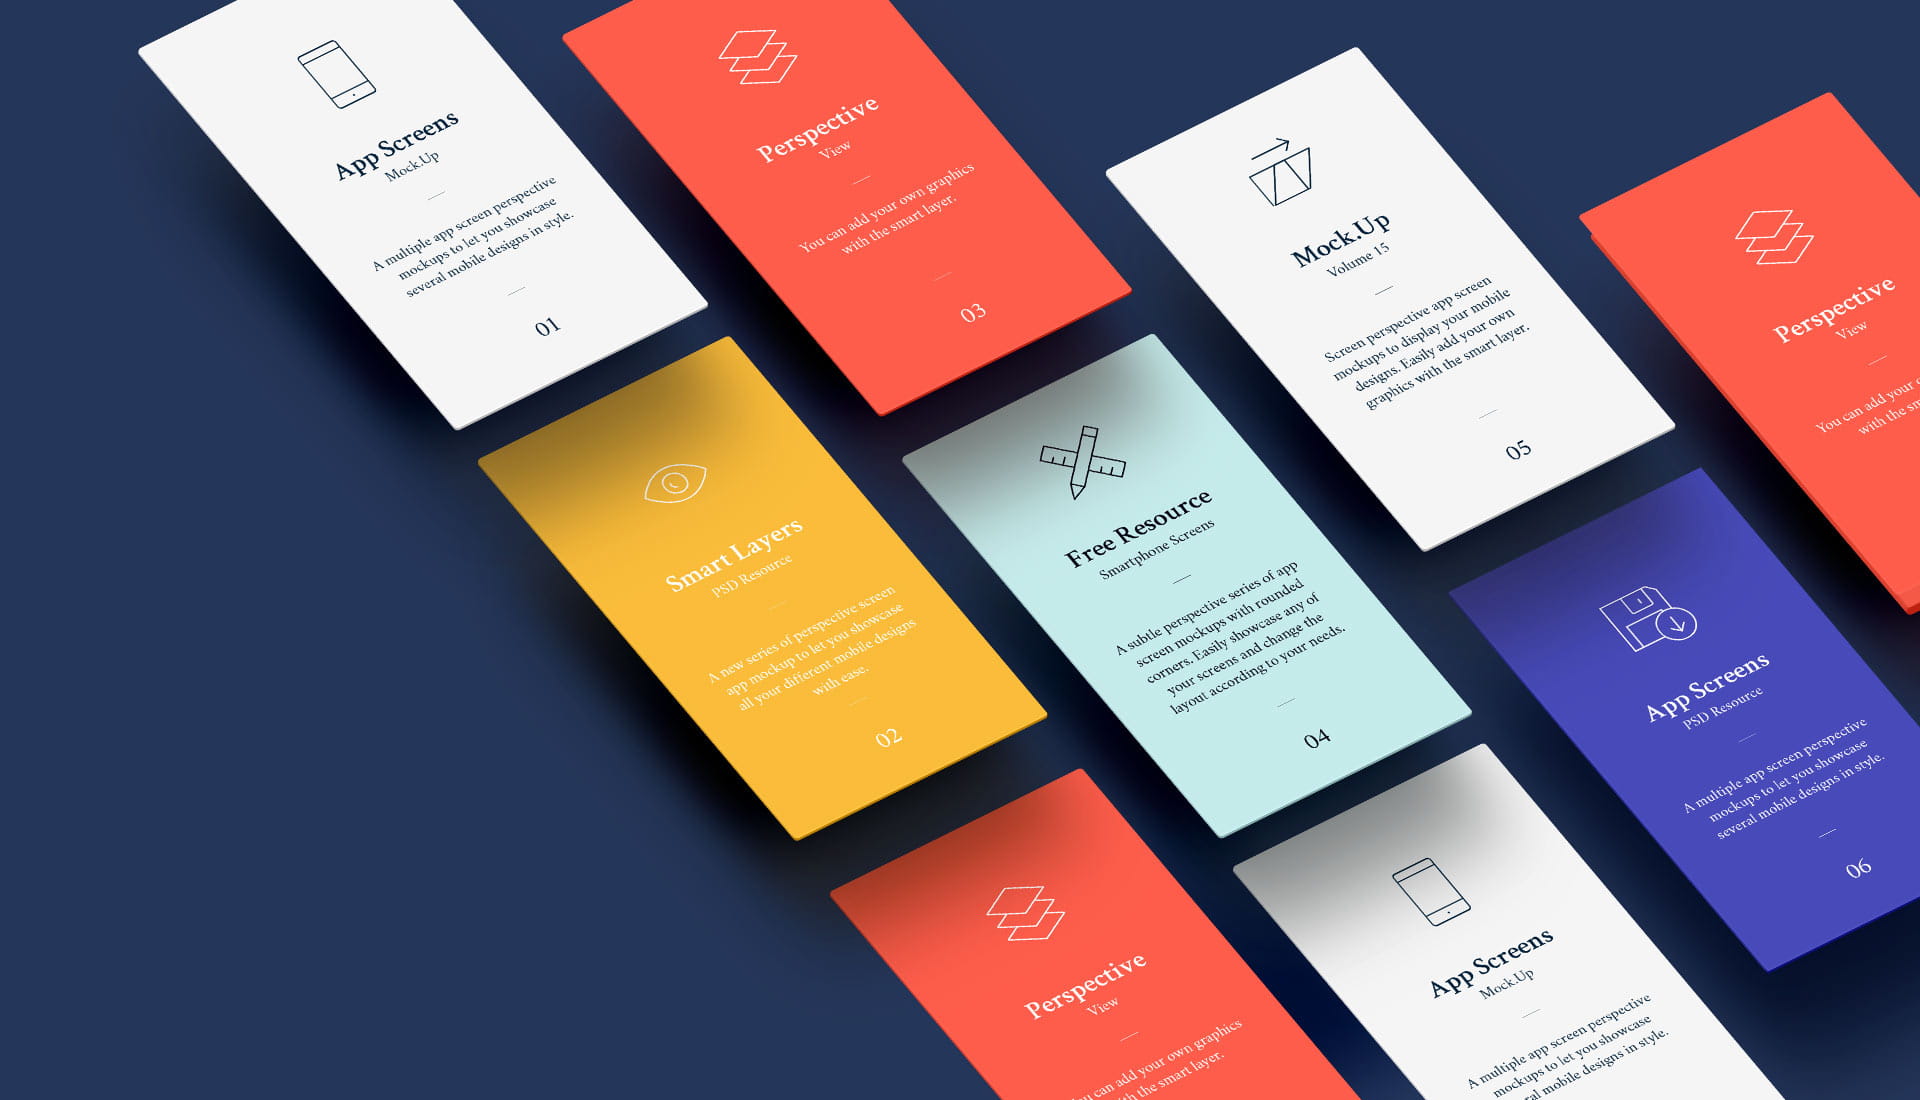 App Screens
Mock.Up
A multiple app screen perspective
mockups to let you showcase
several mobile designs in style.
01
Perspective
View
You can add your own graphics
with the smart layer.
03
Mock.Up
Volume 15
Screen perspective app screen
mockups to display your mobile
designs. Easily add your own
graphics with the smart layer.
05
Perspective
View
You can add your
with the
Smart Layers
PSD Resource
A new series of perspective screen
app mockup to let you showcase
all your different mobile designs
with ease.
02
Free Resource
Smartphone Screens
A subtle perspective series of app
screen mockups with rounded
corners. Easily showcase any of
your screens and change the
layout according to your needs.
04
App Screens
PSD Resource
A multiple app screen perspective
mockups to let you showcase
several mobile designs in style.
06
Perspective
View
can add your own graphics
the smart layer.
App Screens
Mock.Up
A multiple app screen perspective
mockups to let you showcase
mobile designs in style.